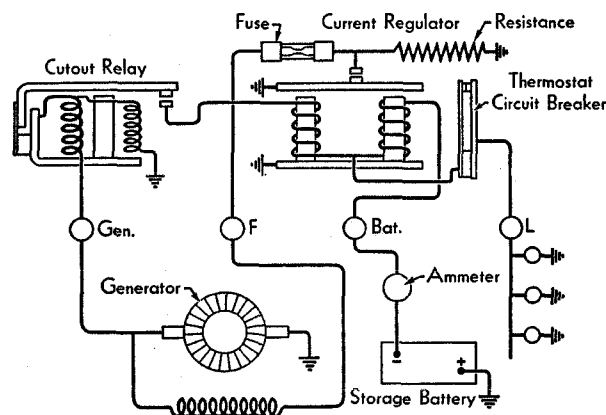 Fuse
Current Regulator
Resistance
Cutout Relay
Thermostat
Circuit Breaker
Gen.
F
Bat.
L
Generator
Ammeter
- +
Storage Battery